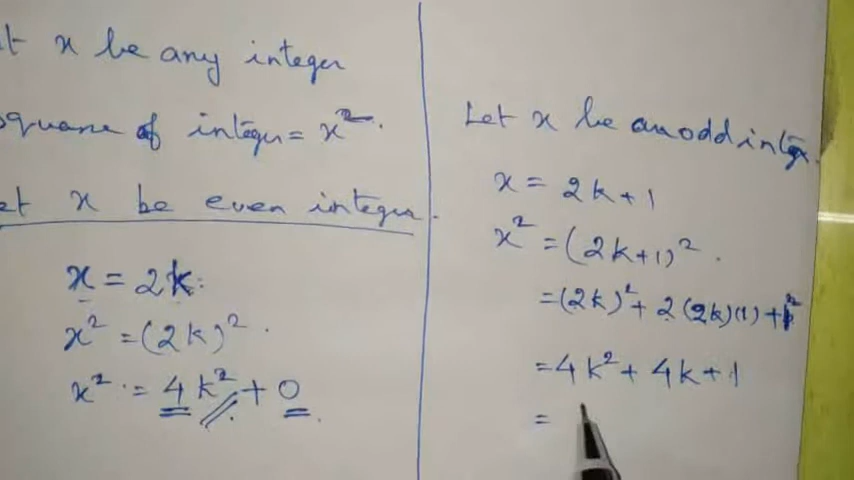 t x be any integer
square of integer = x².
et x be even integer.
x = 2k.
x² = (2k)².
x² = 4k² + 0
Let x be an odd integer.
x = 2k+1
x² = (2k+1)².
= (2k)² + 2(2k)(1) + 1²
= 4k² + 4k + 1
=